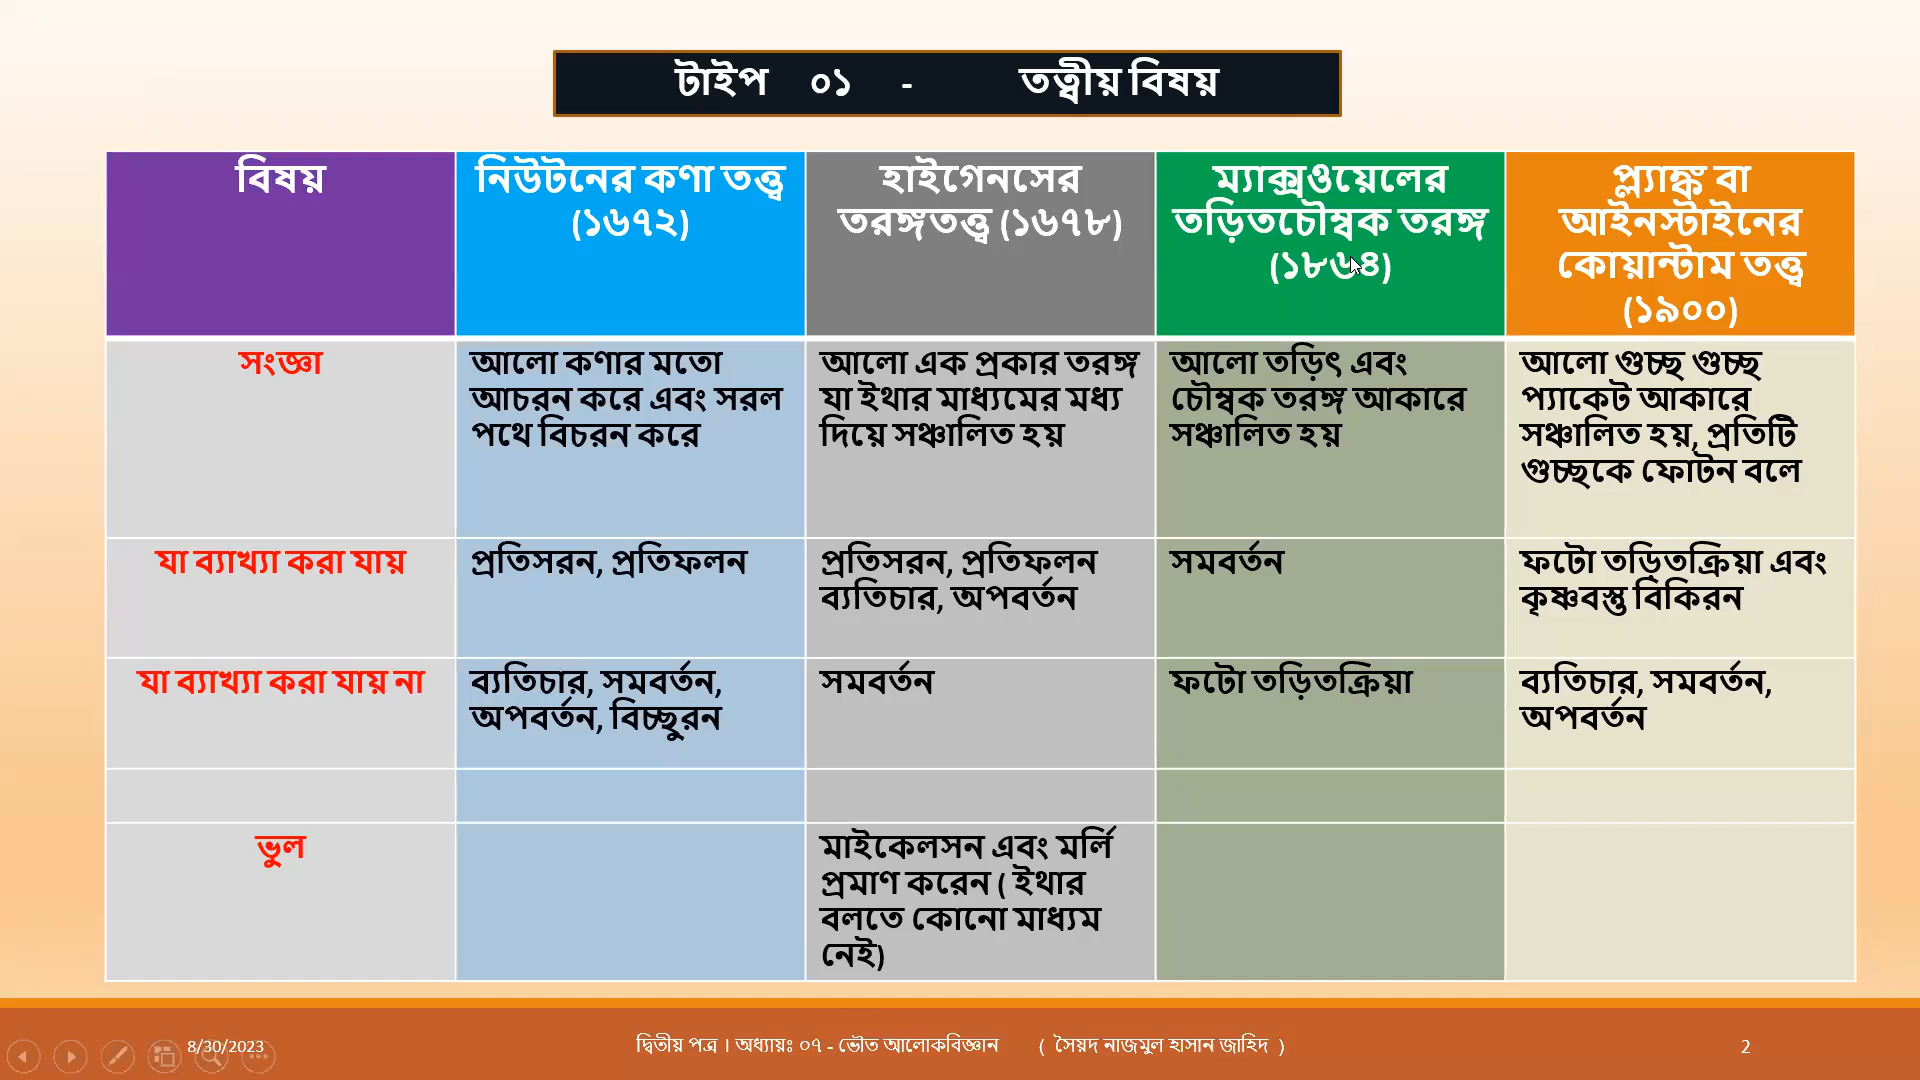 টাইপ ০১ - তত্বীয় বিষয়
বিষয়
নিউটনের কণা তত্ত্ব
(১৬৭২)
হাইগেনসের
তরঙ্গতত্ত্ব (১৬৭৮)
ম্যাক্সওয়েলের
তড়িতচৌম্বক তরঙ্গ
(১৮৬৪)
প্ল্যাঙ্ক বা
আইনস্টাইনের
কোয়ান্টাম তত্ত্ব
(১৯০০)
সংজ্ঞা
আলো কণার মতো
আচরন করে এবং সরল
পথে বিচরন করে
আলো এক প্রকার তরঙ্গ
যা ইথার মাধ্যমের মধ্য
দিয়ে সঞ্চালিত হয়
আলো তড়িৎ এবং
চৌম্বক তরঙ্গ আকারে
সঞ্চালিত হয়
আলো গুচ্ছ গুচ্ছ
প্যাকেট আকারে
সঞ্চালিত হয়, প্রতিটি
গুচ্ছকে ফোটন বলে
যা ব্যাখ্যা করা যায়
প্রতিসরন, প্রতিফলন
প্রতিসরন, প্রতিফলন
ব্যতিচার, অপবর্তন
সমবর্তন
ফটো তড়িতক্রিয়া এবং
কৃষ্ণবস্তু বিকিরন
যা ব্যাখ্যা করা যায় না
ব্যতিচার, সমবর্তন,
অপবর্তন, বিচ্ছুরন
সমবর্তন
ফটো তড়িতক্রিয়া
ব্যতিচার, সমবর্তন,
অপবর্তন
ভুল
মাইকেলসন এবং মর্লি
প্রমাণ করেন ( ইথার
বলতে কোনো মাধ্যম
নেই)
8/30/2023
দ্বিতীয় পত্র । অধ্যায়ঃ ০৭ - ভৌত আলোকবিজ্ঞান ( সৈয়দ নাজমুল হাসান জাহিদ )
2